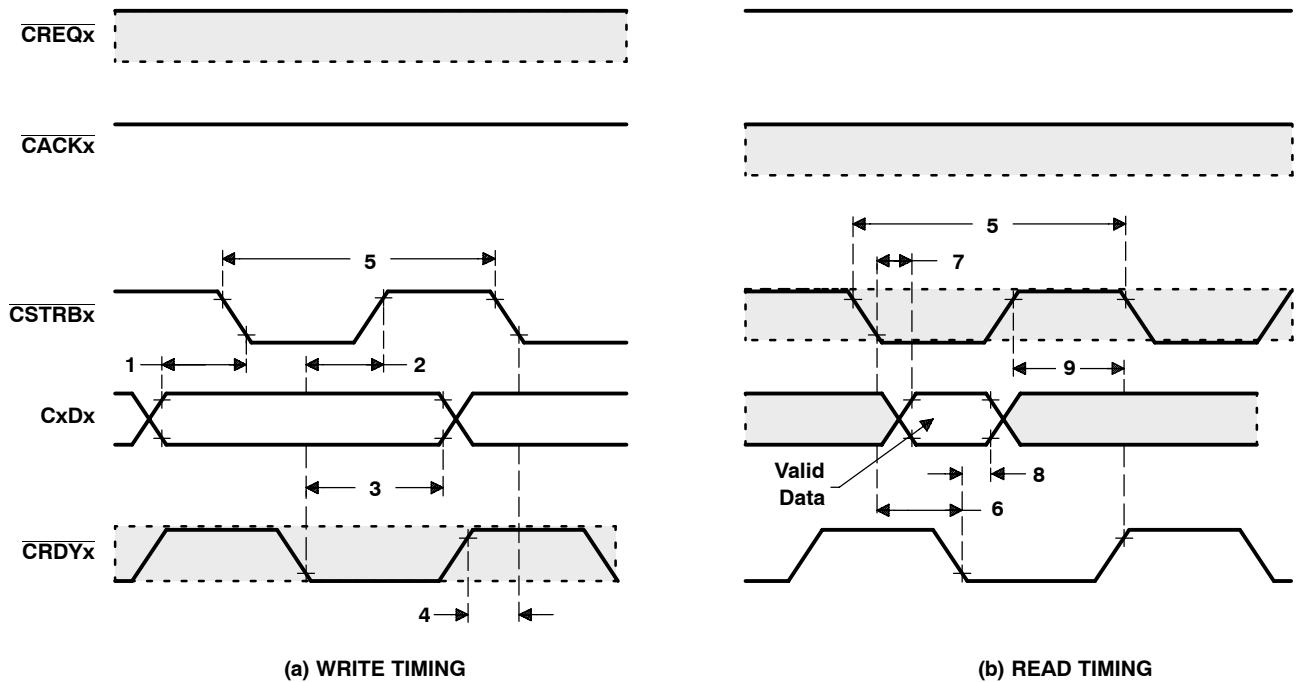 CREQx
CACKx
5
5
7
CSTRBx
1
2
9
CxDx
Valid
Data
8
3
6
CRDYx
4
(a) WRITE TIMING
(b) READ TIMING